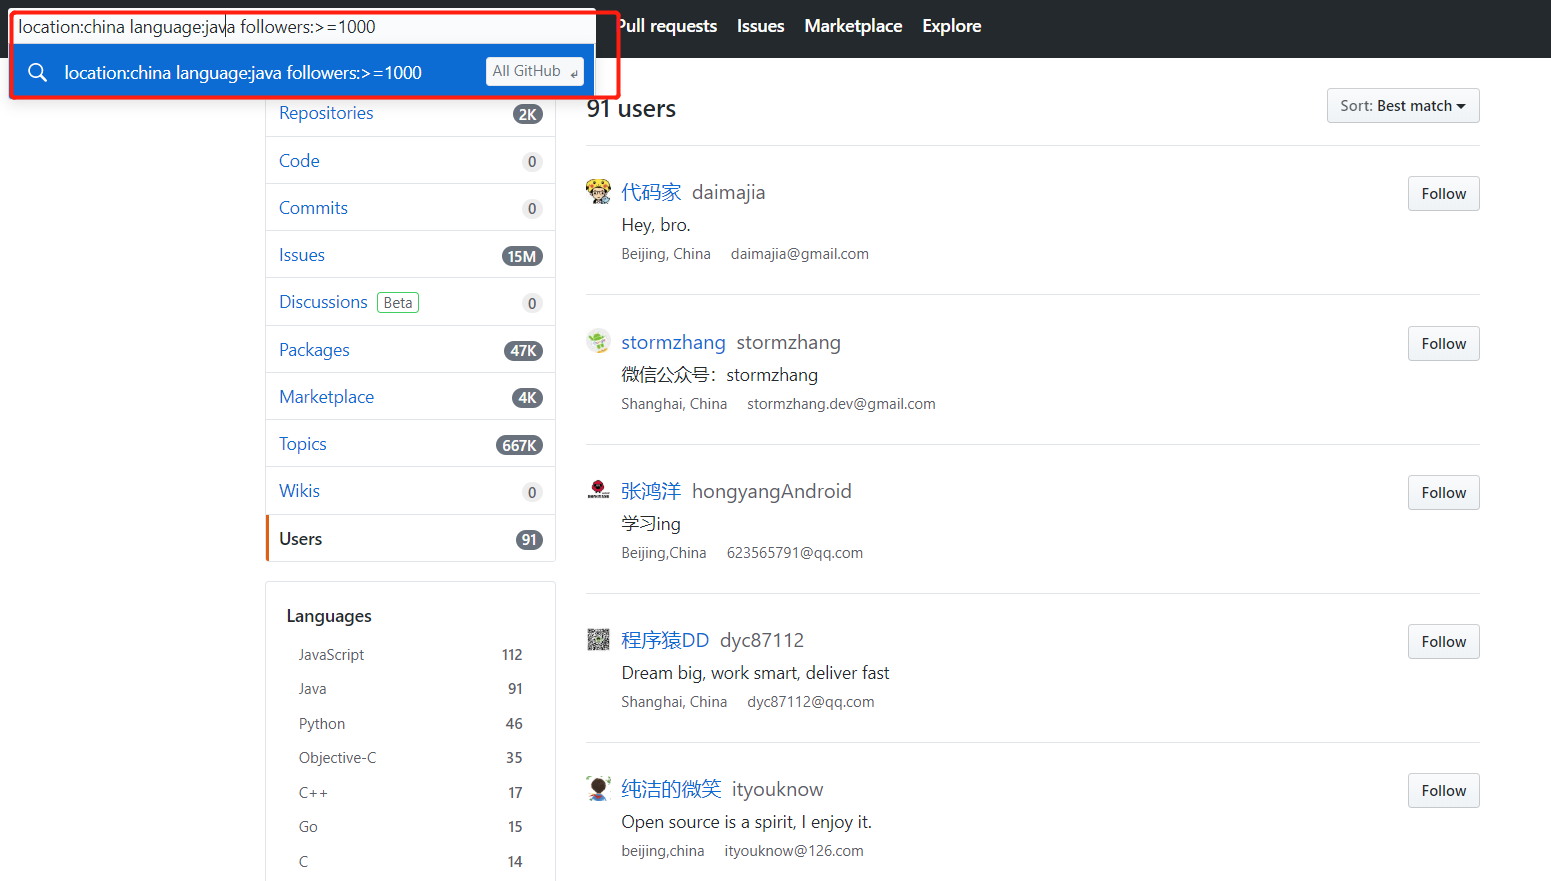 location:china language:java followers:>=1000
Pull requests Issues Marketplace Explore
location:china language:java followers:>=1000 All GitHub
Repositories 2K
Code 0
Commits 0
Issues 15M
Discussions Beta 0
Packages 47K
Marketplace 4K
Topics 667K
Wikis 0
Users 91
Languages
JavaScript 112
Java 91
Python 46
Objective-C 35
C++ 17
Go 15
C 14
91 users
Sort: Best match
代码家 daimajia
Follow
Hey, bro.
Beijing, China daimajia@gmail.com
stormzhang stormzhang
Follow
微信公众号：stormzhang
Shanghai, China stormzhang.dev@gmail.com
张鸿洋 hongyangAndroid
Follow
学习ing
Beijing,China 623565791@qq.com
程序猿DD dyc87112
Follow
Dream big, work smart, deliver fast
Shanghai, China dyc87112@qq.com
纯洁的微笑 ityouknow
Follow
Open source is a spirit, I enjoy it.
beijing,china ityouknow@126.com